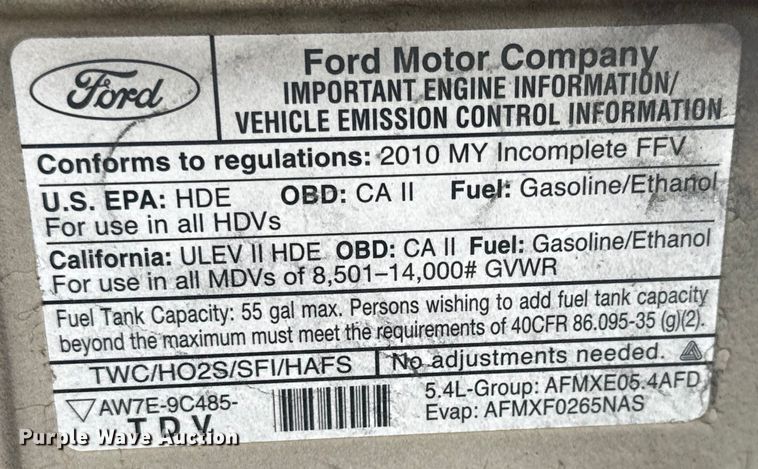 Ford
Ford Motor Company
IMPORTANT ENGINE INFORMATION/
VEHICLE EMISSION CONTROL INFORMATION
Conforms to regulations: 2010 MY Incomplete FFV
U.S. EPA: HDE OBD: CA II Fuel: Gasoline/Ethanol
For use in all HDVs
California: ULEV II HDE OBD: CA II Fuel: Gasoline/Ethanol
For use in all MDVs of 8,501–14,000# GVWR
Fuel Tank Capacity: 55 gal max. Persons wishing to add fuel tank capacity
beyond the maximum must meet the requirements of 40CFR 86.095-35 (g)(2).
TWC/HO2S/SFI/HAFS No adjustments needed.
AW7E-9C485-
TDV
5.4L-Group: AFMXE05.4AFD
Evap: AFMXF0265NAS
Purple Wave Auction